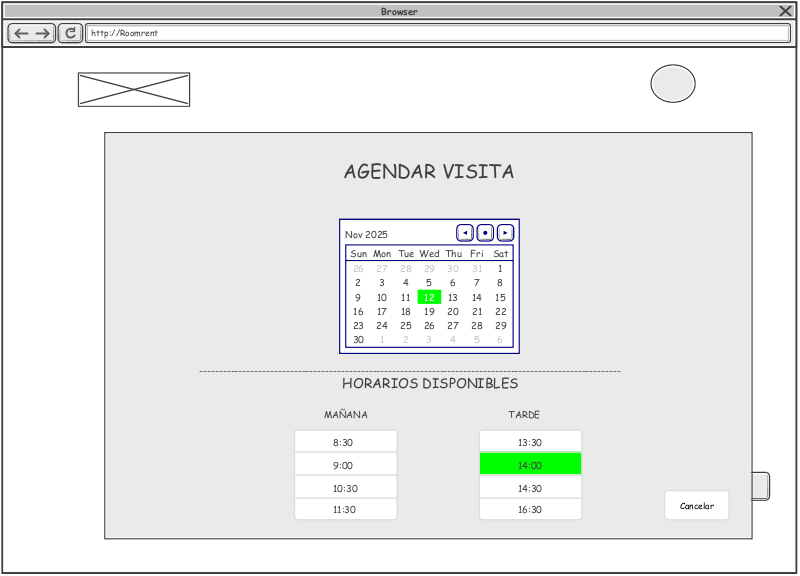 Browser
http://Roomrent
AGENDAR VISITA
Nov 2025
Sun Mon Tue Wed Thu Fri Sat
26 27 28 29 30 31 1
2 3 4 5 6 7 8
9 10 11 12 13 14 15
16 17 18 19 20 21 22
23 24 25 26 27 28 29
30 1 2 3 4 5 6
HORARIOS DISPONIBLES
MAÑANA TARDE
8:30 13:30
9:00 14:00
10:30 14:30
11:30 16:30
Cancelar